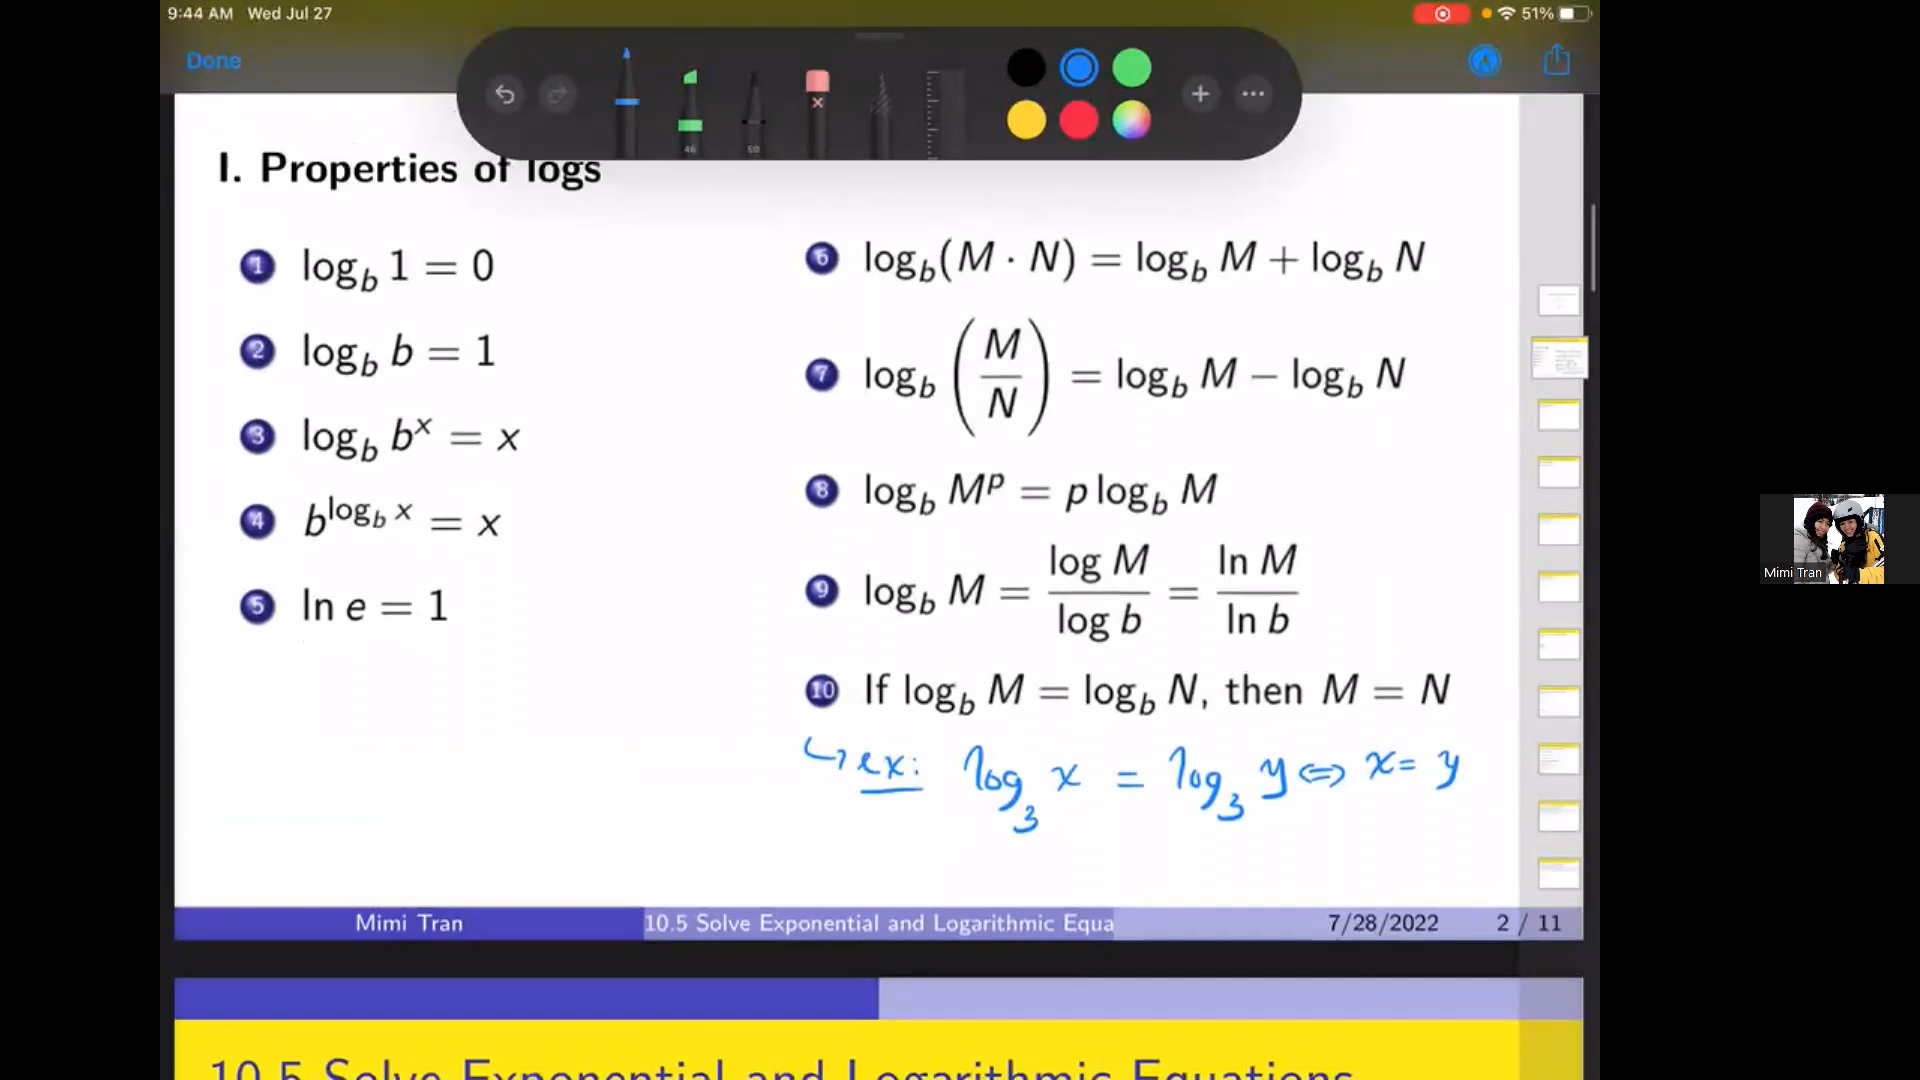 9:44 AM Wed Jul 27
51%
Done
46
50
I. Properties of logs
1 log_b 1 = 0
2 log_b b = 1
3 log_b b^x = x
4 b^{log_b x} = x
5 ln e = 1
6 log_b(M · N) = log_b M + log_b N
7 log_b (M/N) = log_b M − log_b N
8 log_b M^p = p log_b M
9 log_b M = log M / log b = ln M / ln b
10 If log_b M = log_b N, then M = N
↪ ex: log_3 x = log_3 y ⇔ x = y
Mimi Tran 10.5 Solve Exponential and Logarithmic Equa 7/28/2022 2 / 11
10.5 Solve Exponential and Logarithmic Equations
Mimi Tran